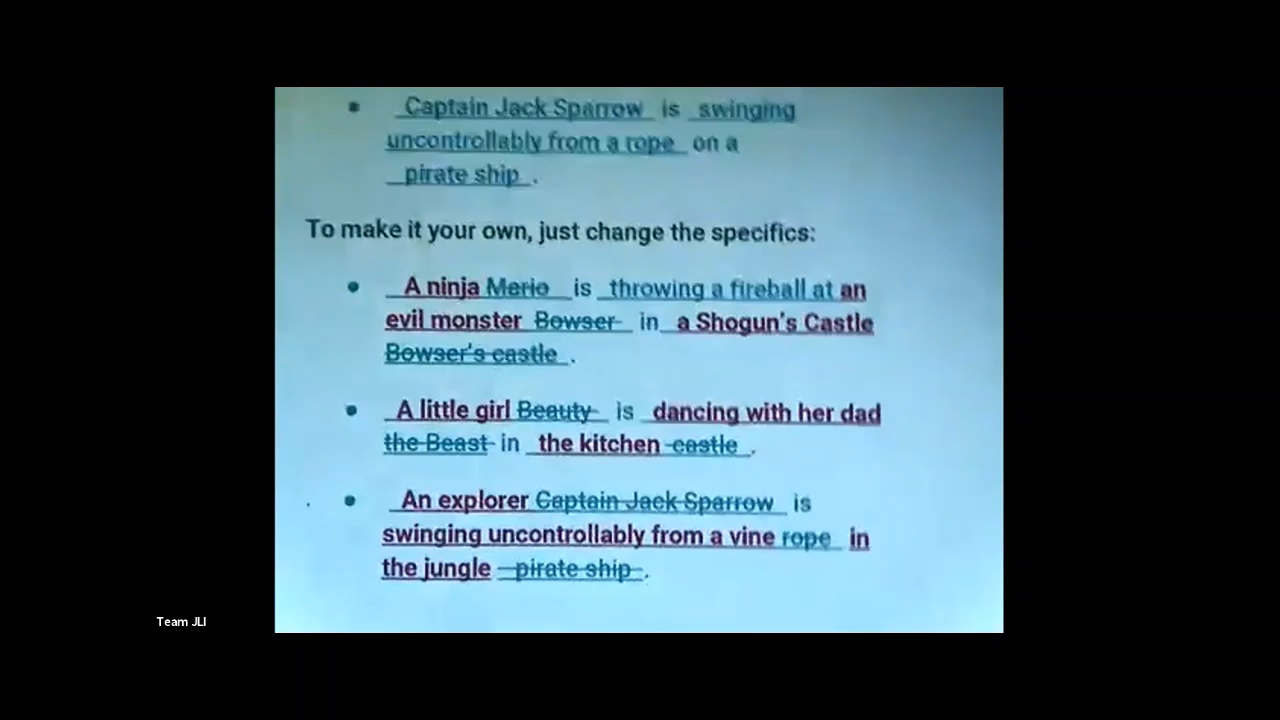 • Captain Jack Sparrow is swinging
uncontrollably from a rope on a
pirate ship .
To make it your own, just change the specifics:
• A ninja Mario is throwing a fireball at an
evil monster Bowser in a Shogun's Castle
Bowser's castle .
• A little girl Beauty is dancing with her dad
the Beast in the kitchen castle .
• An explorer Captain Jack Sparrow is
swinging uncontrollably from a vine rope in
the jungle pirate ship .
Team JLI